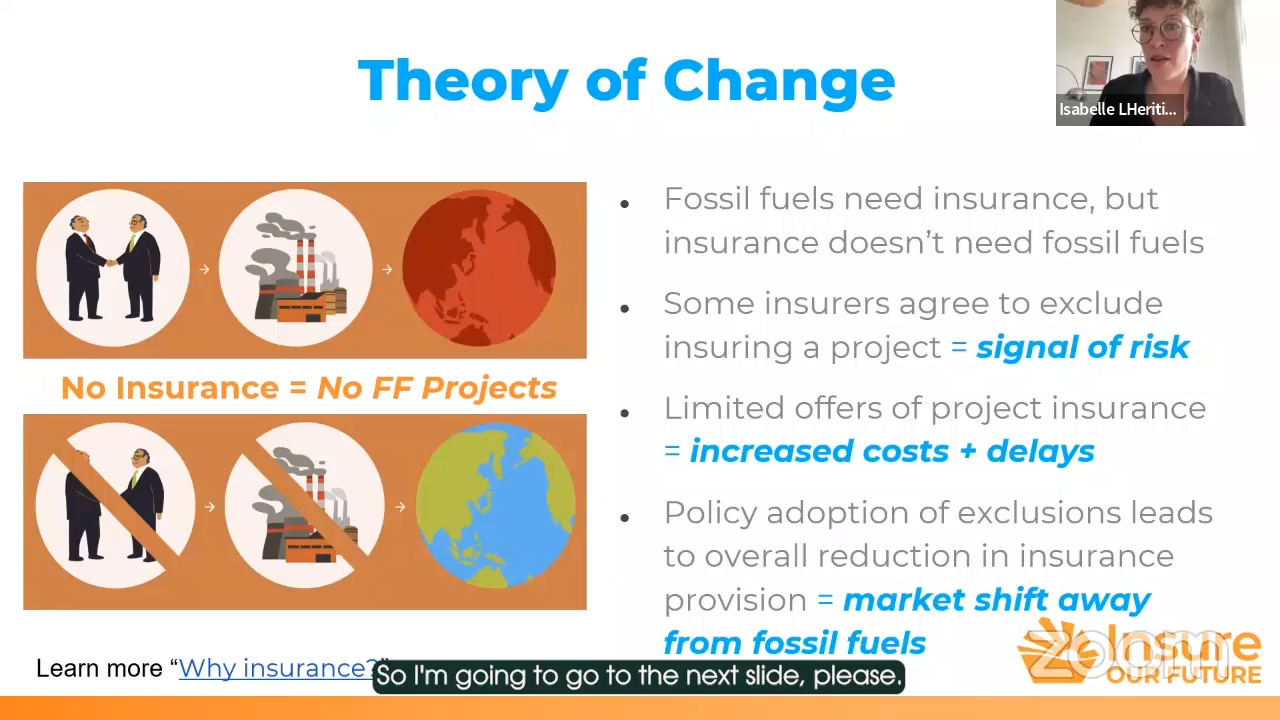 Theory of Change
Isabelle LHeriti...
No Insurance = No FF Projects
Fossil fuels need insurance, but
insurance doesn’t need fossil fuels
Some insurers agree to exclude
insuring a project = signal of risk
Limited offers of project insurance
= increased costs + delays
Policy adoption of exclusions leads
to overall reduction in insurance
provision = market shift away
from fossil fuels
Learn more “Why insurance?”
So I'm going to go to the next slide, please.
zoom
Insure
OUR FUTURE